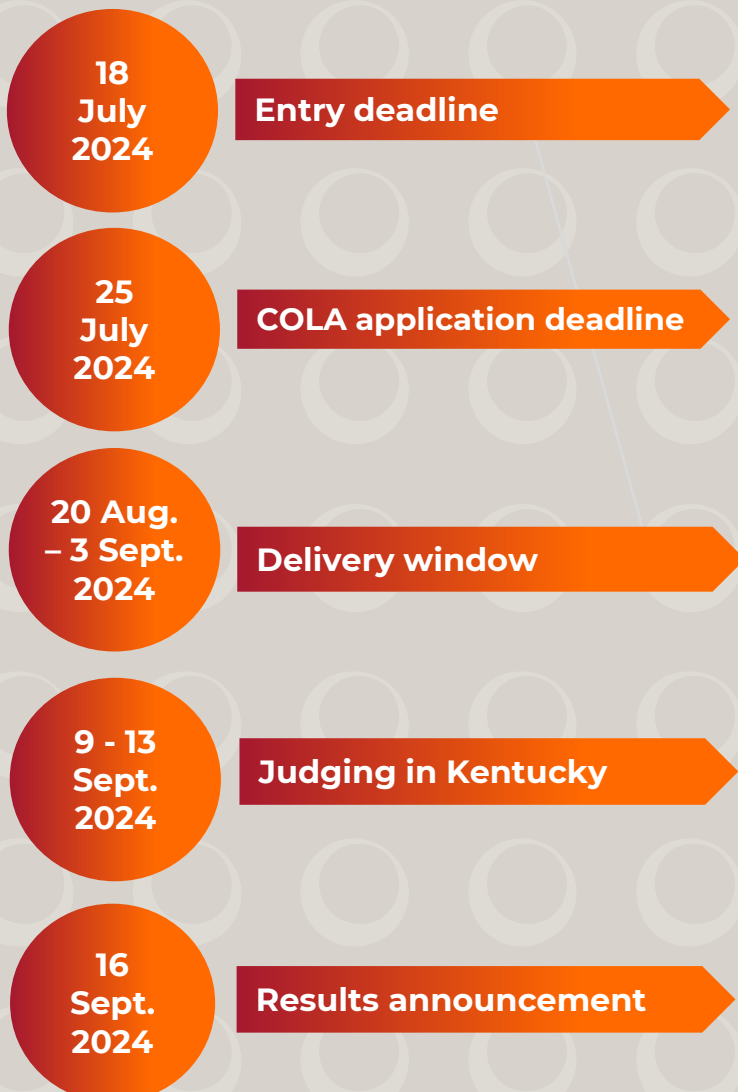 18
July
2024
Entry deadline
25
July
2024
COLA application deadline
20 Aug.
– 3 Sept.
2024
Delivery window
9 - 13
Sept.
2024
Judging in Kentucky
16
Sept.
2024
Results announcement